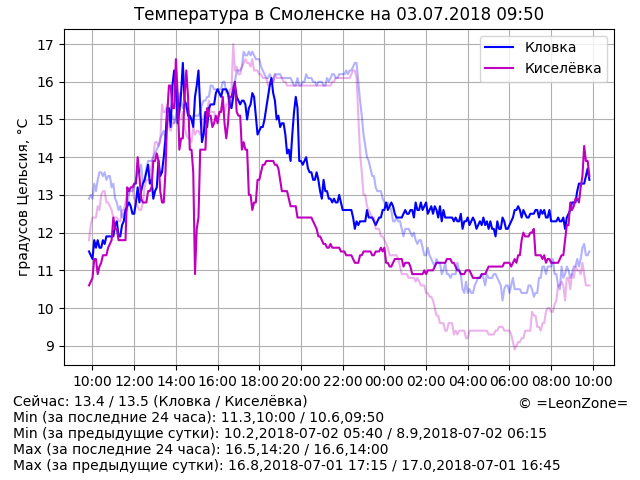 Температура в Смоленске на 03.07.2018 09:50
Кловка
Киселёвка
градусов Цельсия, °C
17
16
15
14
13
12
11
10
9
10:00 12:00 14:00 16:00 18:00 20:00 22:00 00:00 02:00 04:00 06:00 08:00 10:00
Сейчас: 13.4 / 13.5 (Кловка / Киселёвка)
© =LeonZone=
Min (за последние 24 часа): 11.3,10:00 / 10.6,09:50
Min (за предыдущие сутки): 10.2,2018-07-02 05:40 / 8.9,2018-07-02 06:15
Max (за последние 24 часа): 16.5,14:20 / 16.6,14:00
Max (за предыдущие сутки): 16.8,2018-07-01 17:15 / 17.0,2018-07-01 16:45